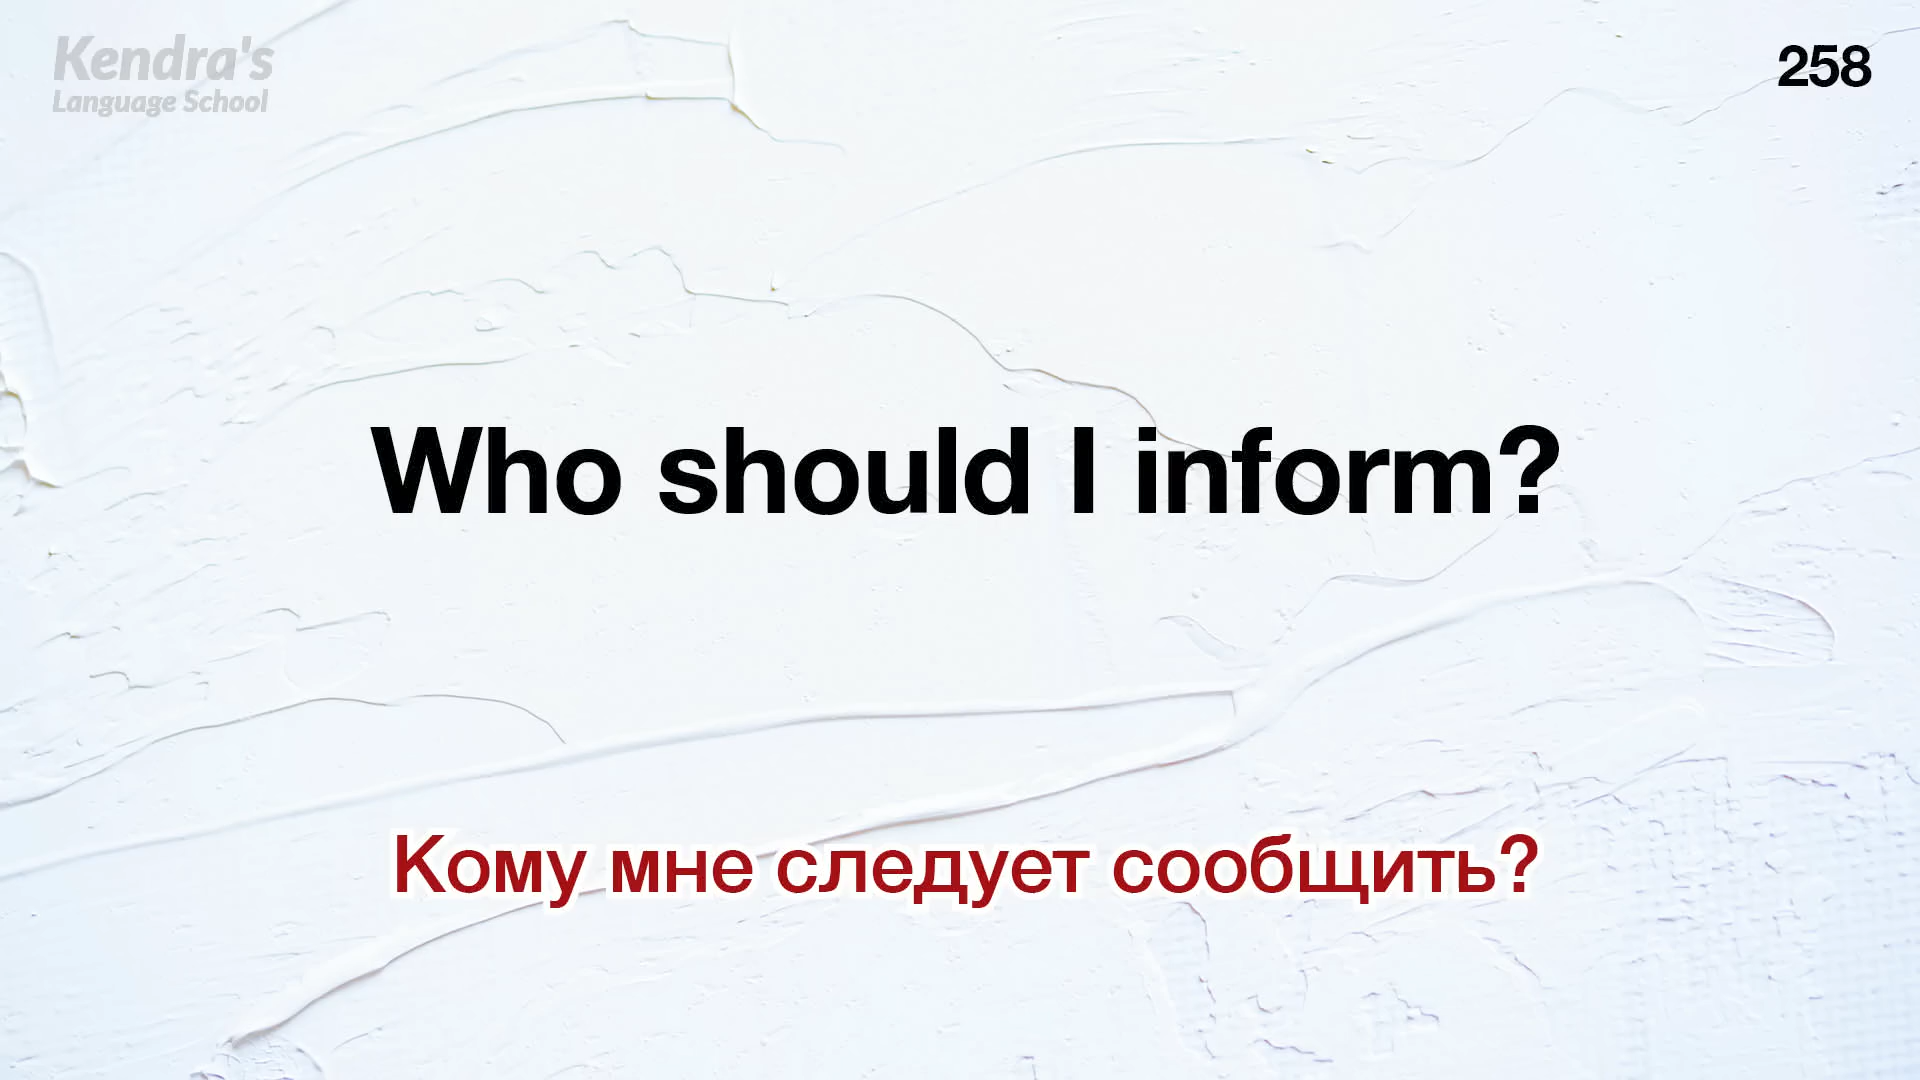 Kendra's
Language School
258
Who should I inform?
Кому мне следует сообщить?